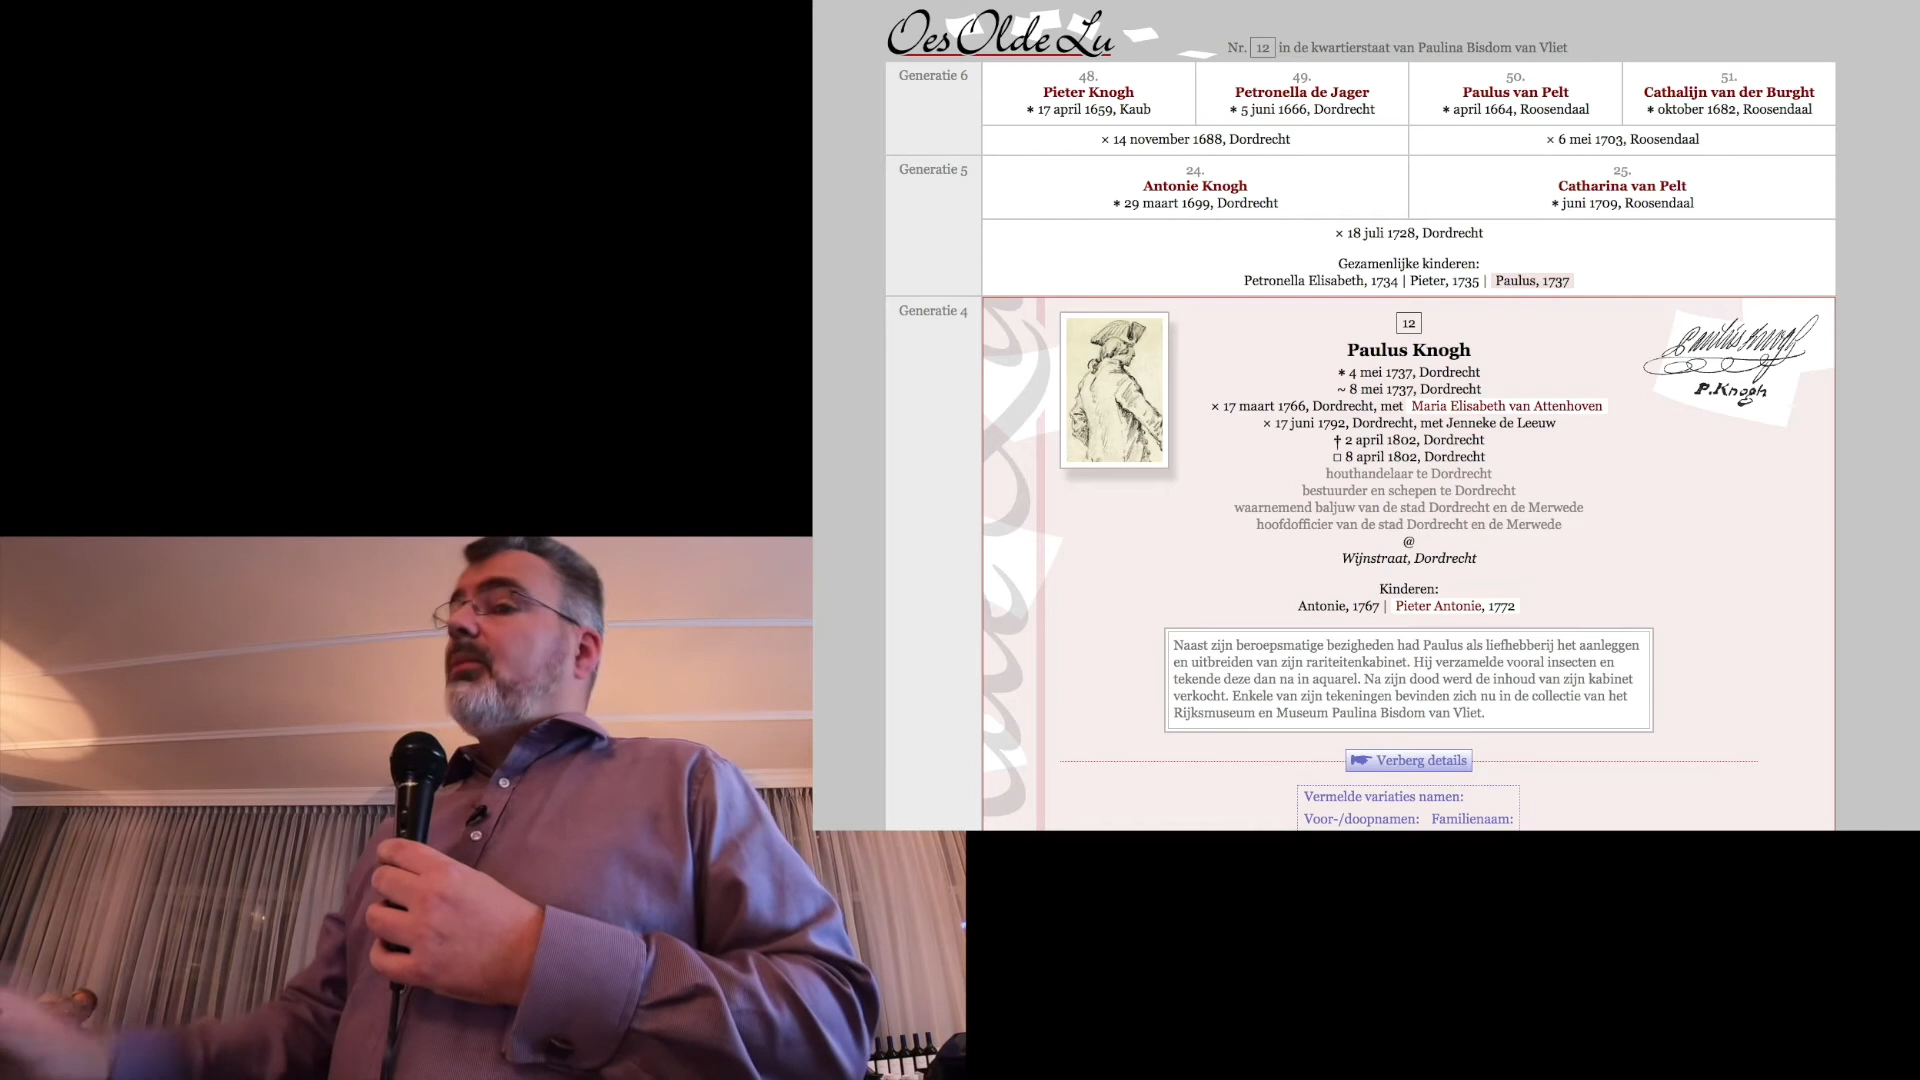 Oes Olde Lu
Nr. 12 in de kwartierstaat van Paulina Bisdom van Vliet
Generatie 6
48.
Pieter Knogh
* 17 april 1659, Kaub
49.
Petronella de Jager
* 5 juni 1666, Dordrecht
50.
Paulus van Pelt
* april 1664, Roosendaal
51.
Cathalijn van der Burght
* oktober 1682, Roosendaal
× 14 november 1688, Dordrecht
× 6 mei 1703, Roosendaal
Generatie 5
24.
Antonie Knogh
* 29 maart 1699, Dordrecht
25.
Catharina van Pelt
* juni 1709, Roosendaal
× 18 juli 1728, Dordrecht
Gezamenlijke kinderen:
Petronella Elisabeth, 1734 | Pieter, 1735 | Paulus, 1737
Generatie 4
12
Paulus Knogh
* 4 mei 1737, Dordrecht
~ 8 mei 1737, Dordrecht
× 17 maart 1766, Dordrecht, met Maria Elisabeth van Attenhoven
× 17 juni 1792, Dordrecht, met Jenneke de Leeuw
† 2 april 1802, Dordrecht
□ 8 april 1802, Dordrecht
houthandelaar te Dordrecht
bestuurder en schepen te Dordrecht
waarnemend baljuw van de stad Dordrecht en de Merwede
hoofdofficier van de stad Dordrecht en de Merwede
@
Wijnstraat, Dordrecht
Kinderen:
Antonie, 1767 | Pieter Antonie, 1772
Paulus Knogh
P. Knogh
Naast zijn beroepsmatige bezigheden had Paulus als liefhebberij het aanleggen
en uitbreiden van zijn rariteitenkabinet. Hij verzamelde vooral insecten en
tekende deze dan na in aquarel. Na zijn dood werd de inhoud van zijn kabinet
verkocht. Enkele van zijn tekeningen bevinden zich nu in de collectie van het
Rijksmuseum en Museum Paulina Bisdom van Vliet.
Verberg details
Vermelde variaties namen:
Voor-/doopnamen: Familienaam: